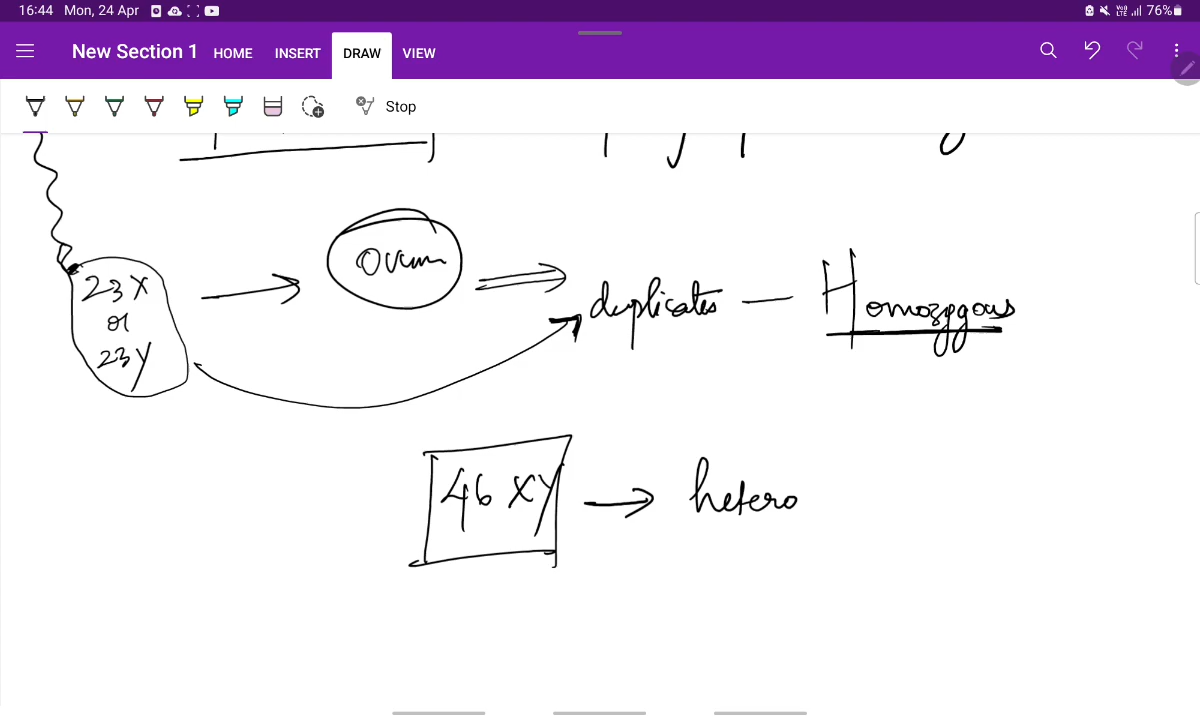 16:44 Mon, 24 Apr 76%
New Section 1 HOME INSERT DRAW VIEW
Stop
23X
or
23Y
Ovum
duplicates — Homozygous
46 XY → hetero